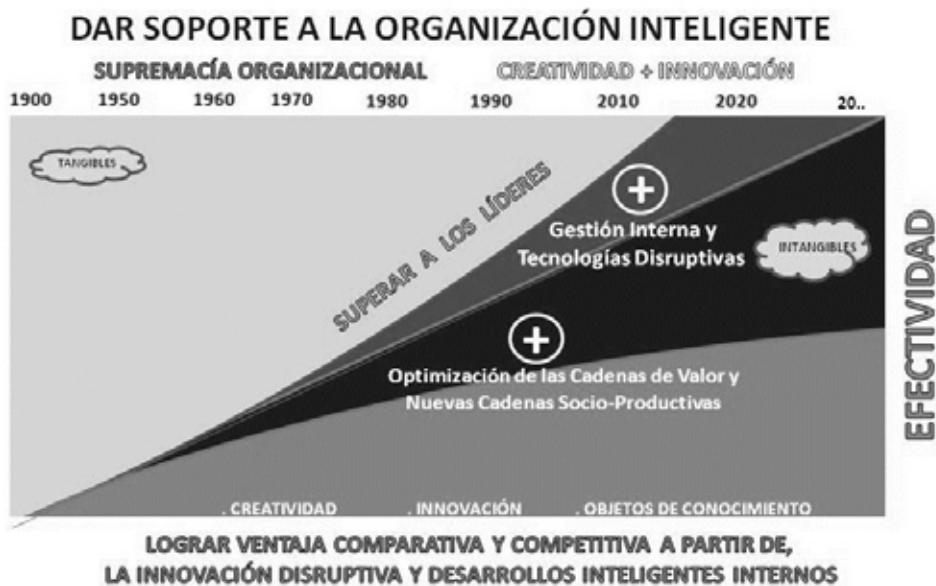 DAR SOPORTE A LA ORGANIZACIÓN INTELIGENTE
SUPREMACÍA ORGANIZACIONAL
CREATIVIDAD + INNOVACIÓN
1900 1950 1960 1970 1980 1990 2010 2020 20..
TANGIBLES
SUPERAR A LOS LÍDERES
+
Gestión Interna y
Tecnologías Disruptivas
INTANGIBLES
EFECTIVIDAD
+
Optimización de las Cadenas de Valor y
Nuevas Cadenas Socio-Productivas
. CREATIVIDAD . INNOVACIÓN . OBJETOS DE CONOCIMIENTO
LOGRAR VENTAJA COMPARATIVA Y COMPETITIVA A PARTIR DE,
LA INNOVACIÓN DISRUPTIVA Y DESARROLLOS INTELIGENTES INTERNOS